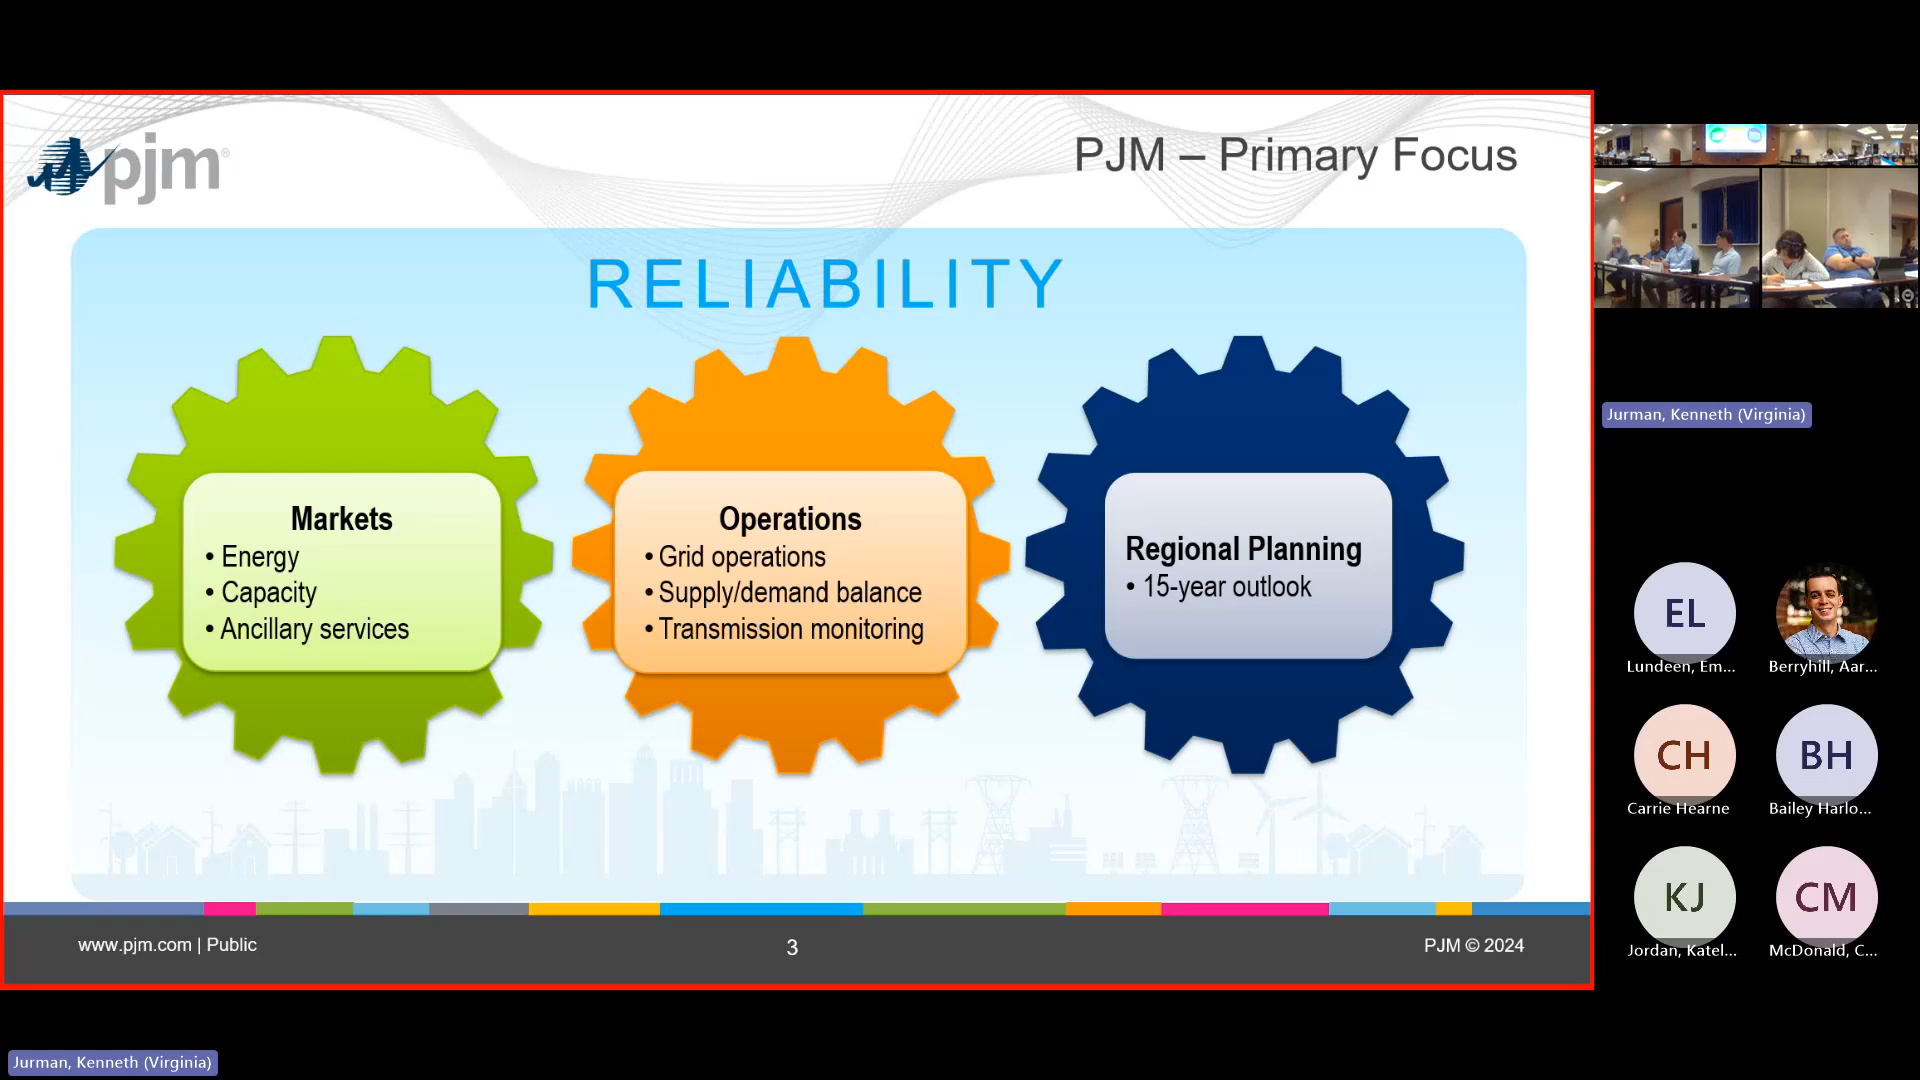 pjm®
PJM – Primary Focus
RELIABILITY
Markets
• Energy
• Capacity
• Ancillary services
Operations
• Grid operations
• Supply/demand balance
• Transmission monitoring
Regional Planning
• 15-year outlook
www.pjm.com | Public
3
PJM © 2024
Jurman, Kenneth (Virginia)
EL
Lundeen, Em...
Berryhill, Aar...
CH
Carrie Hearne
BH
Bailey Harlo...
KJ
Jordan, Katel...
CM
McDonald, C...
Jurman, Kenneth (Virginia)